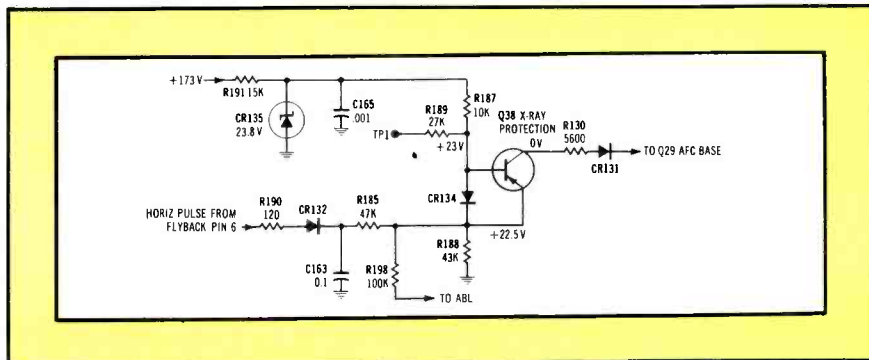 +173V
R191 15K
CR135
23.8V
C165
.001
R187
10K
R189
27K
TP1
+23V
Q38 X-RAY
PROTECTION
0V
R130
5600
CR131
TO Q29 AFC BASE
CR134
HORIZ PULSE FROM
FLYBACK PIN 6
R190
120
CR132
R185
47K
+22.5V
C163
0.1
R198
100K
R188
43K
TO ABL